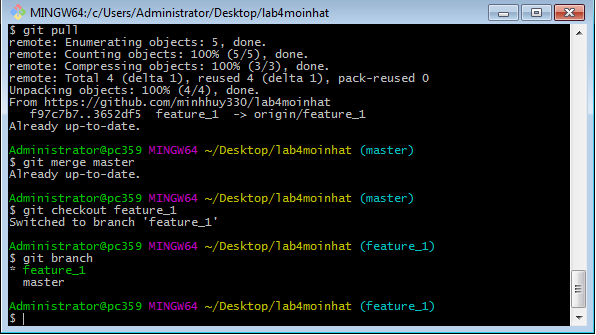 MINGW64:/c/Users/Administrator/Desktop/lab4moinhat
$ git pull
remote: Enumerating objects: 5, done.
remote: Counting objects: 100% (5/5), done.
remote: Compressing objects: 100% (3/3), done.
remote: Total 4 (delta 1), reused 4 (delta 1), pack-reused 0
Unpacking objects: 100% (4/4), done.
From https://github.com/minhhuy330/lab4moinhat
   f97c7b7..3652df5  feature_1  -> origin/feature_1
Already up-to-date.
Administrator@pc359 MINGW64 ~/Desktop/lab4moinhat (master)
$ git merge master
Already up-to-date.
Administrator@pc359 MINGW64 ~/Desktop/lab4moinhat (master)
$ git checkout feature_1
Switched to branch 'feature_1'
Administrator@pc359 MINGW64 ~/Desktop/lab4moinhat (feature_1)
$ git branch
* feature_1
  master
Administrator@pc359 MINGW64 ~/Desktop/lab4moinhat (feature_1)
$